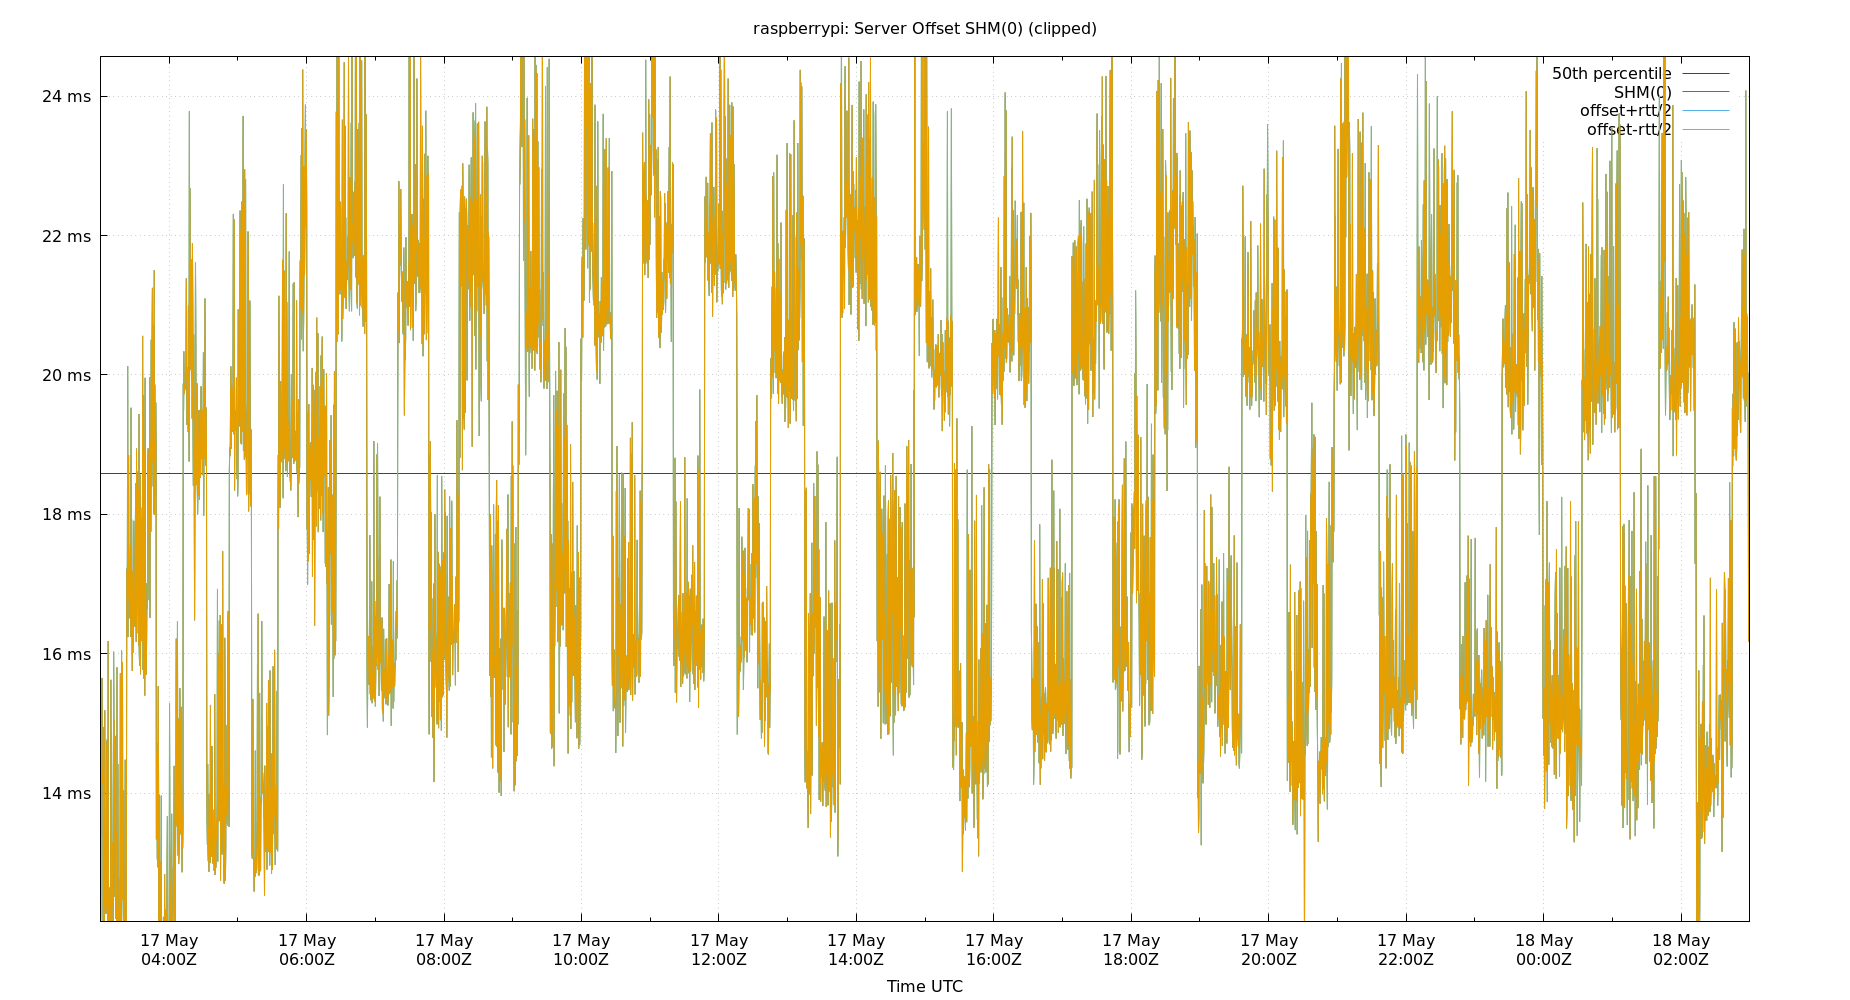 raspberrypi: Server Offset SHM(0) (clipped)
50th percentile
SHM(0)
offset+rtt/2
offset-rtt/2
24 ms
22 ms
20 ms
18 ms
16 ms
14 ms
17 May 17 May 17 May 17 May 17 May 17 May 17 May 17 May 17 May 17 May 18 May 18 May
04:00Z 06:00Z 08:00Z 10:00Z 12:00Z 14:00Z 16:00Z 18:00Z 20:00Z 22:00Z 00:00Z 02:00Z
Time UTC